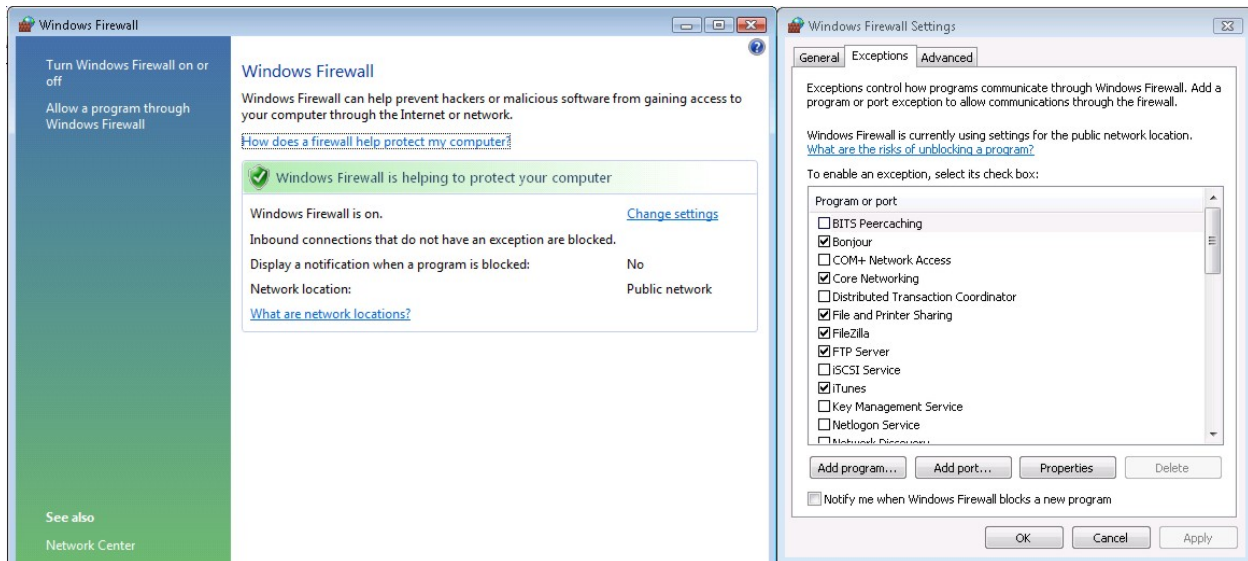 Windows Firewall
Turn Windows Firewall on or
off
Allow a program through
Windows Firewall
See also
Network Center
Windows Firewall
Windows Firewall can help prevent hackers or malicious software from gaining access to
your computer through the Internet or network.
How does a firewall help protect my computer?
Windows Firewall is helping to protect your computer
Windows Firewall is on. Change settings
Inbound connections that do not have an exception are blocked.
Display a notification when a program is blocked: No
Network location: Public network
What are network locations?
Windows Firewall Settings
General Exceptions Advanced
Exceptions control how programs communicate through Windows Firewall. Add a
program or port exception to allow communications through the firewall.
Windows Firewall is currently using settings for the public network location.
What are the risks of unblocking a program?
To enable an exception, select its check box:
Program or port
BITS Peercaching
Bonjour
COM+ Network Access
Core Networking
Distributed Transaction Coordinator
File and Printer Sharing
FileZilla
FTP Server
iSCSI Service
iTunes
Key Management Service
Netlogon Service
Network Discovery
Add program... Add port... Properties Delete
Notify me when Windows Firewall blocks a new program
OK Cancel Apply